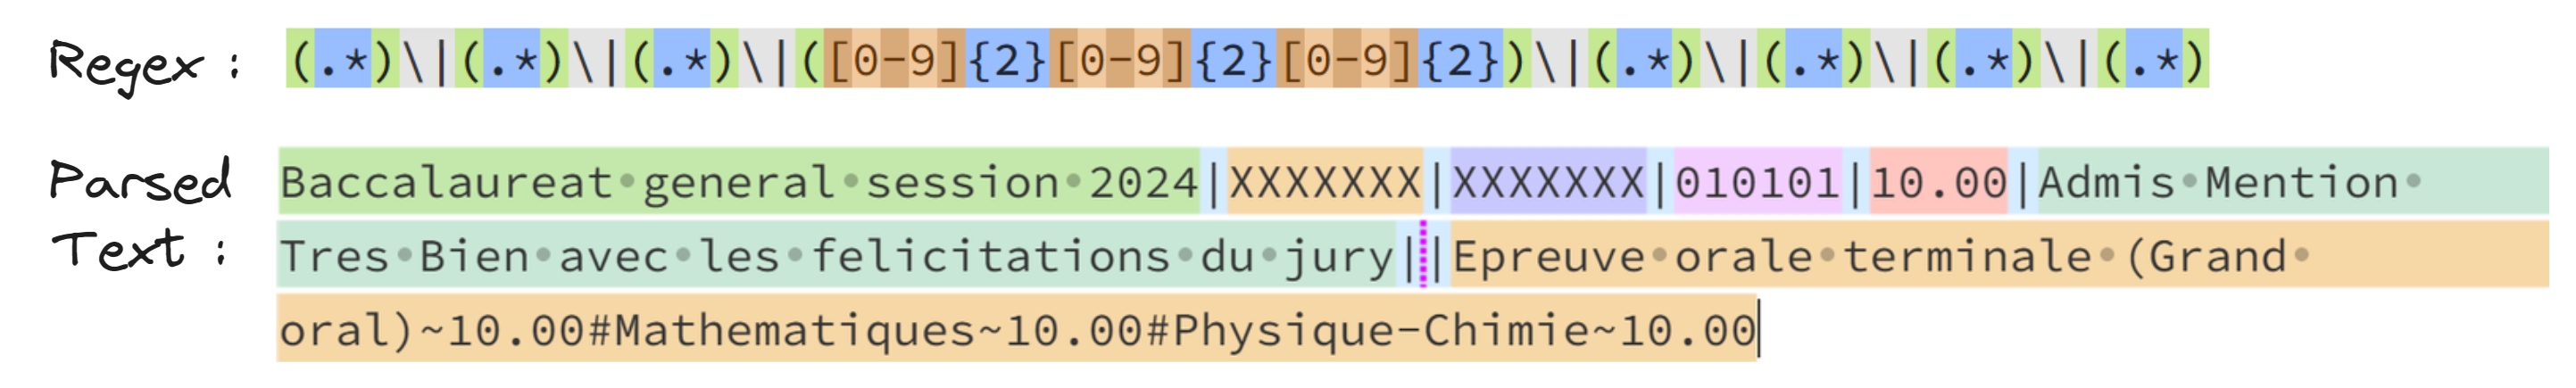 Regex : (.*)\|(.*)\|(.*)\|([0-9]{2}[0-9]{2}[0-9]{2})\|(.*)\|(.*)\|(.*)\|(.*)
Parsed Baccalaureat·general·session·2024|XXXXXXX|XXXXXXX|010101|10.00|Admis·Mention·
Text : Tres·Bien·avec·les·felicitations·du·jury||Epreuve·orale·terminale·(Grand·
oral)~10.00#Mathematiques~10.00#Physique-Chimie~10.00